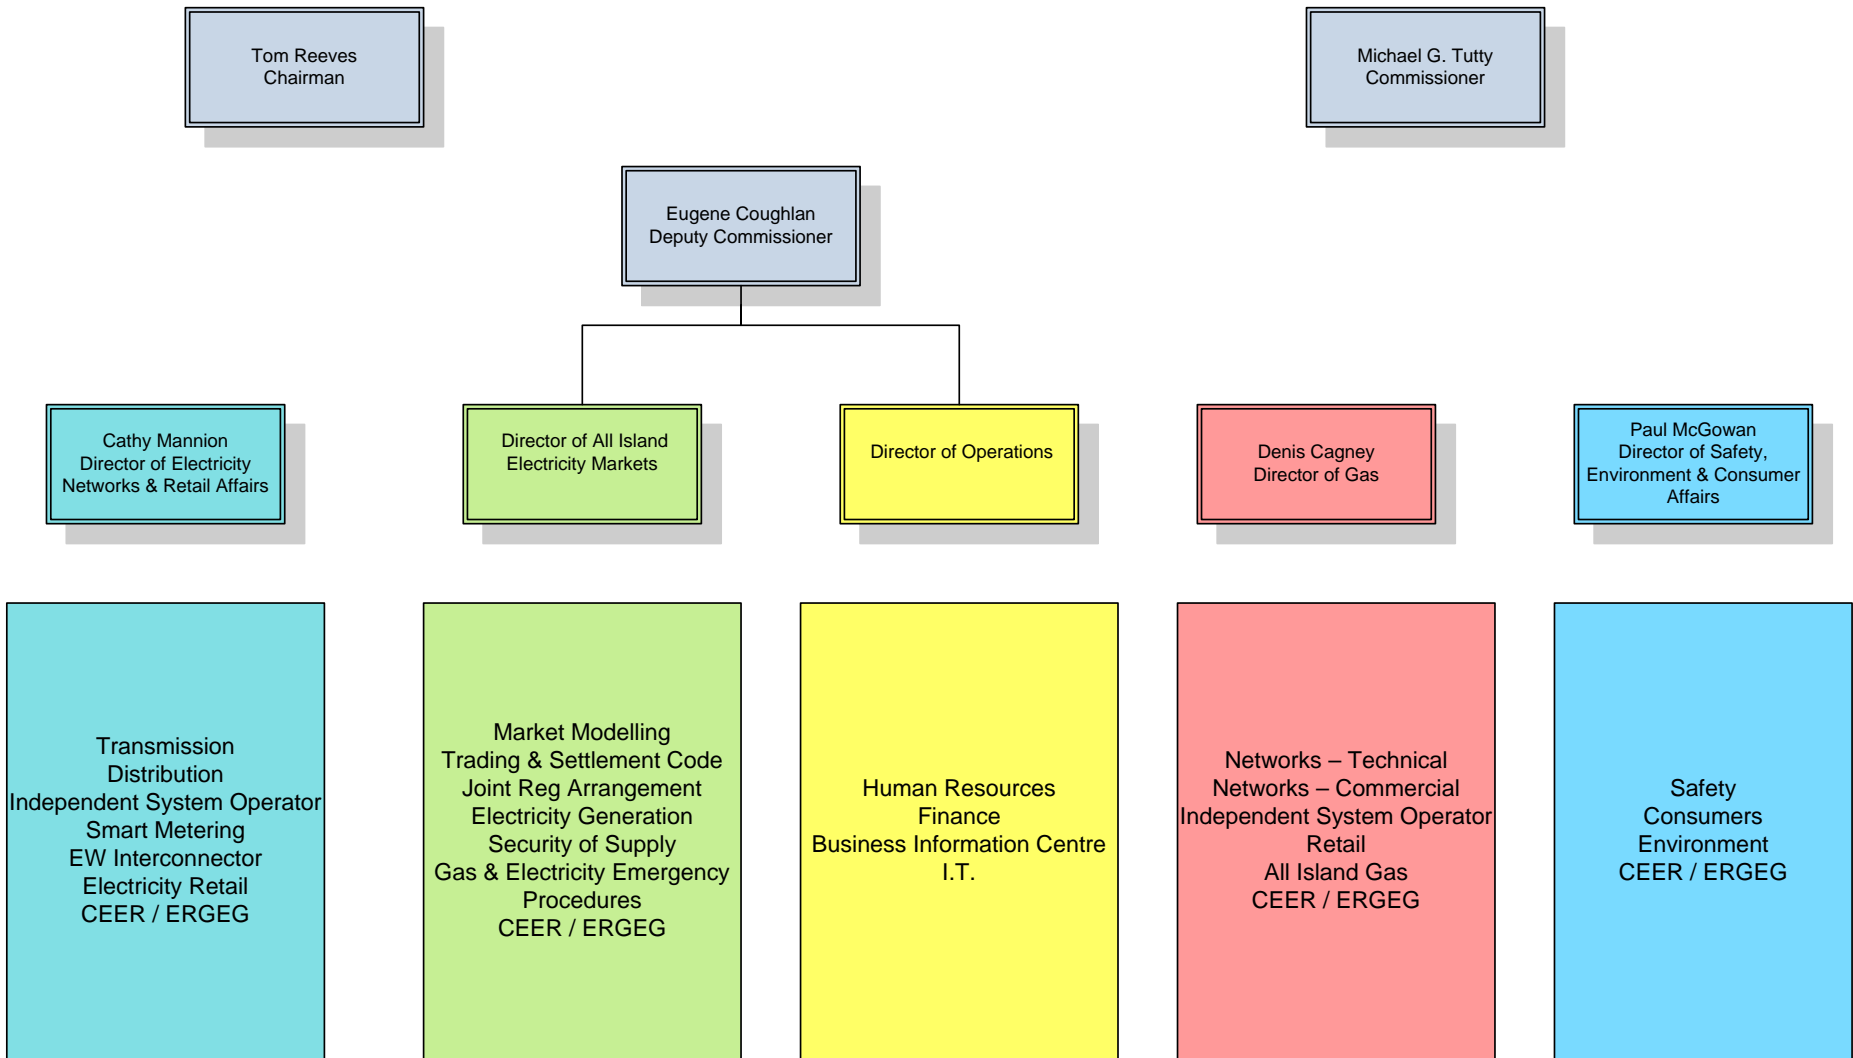 Tom Reeves
Chairman
Michael G. Tutty
Commissioner
Eugene Coughlan
Deputy Commissioner
Cathy Mannion
Director of Electricity
Networks & Retail Affairs
Director of All Island
Electricity Markets
Director of Operations
Denis Cagney
Director of Gas
Paul McGowan
Director of Safety,
Environment & Consumer
Affairs
Transmission
Distribution
Independent System Operator
Smart Metering
EW Interconnector
Electricity Retail
CEER / ERGEG
Market Modelling
Trading & Settlement Code
Joint Reg Arrangement
Electricity Generation
Security of Supply
Gas & Electricity Emergency
Procedures
CEER / ERGEG
Human Resources
Finance
Business Information Centre
I.T.
Networks – Technical
Networks – Commercial
Independent System Operator
Retail
All Island Gas
CEER / ERGEG
Safety
Consumers
Environment
CEER / ERGEG